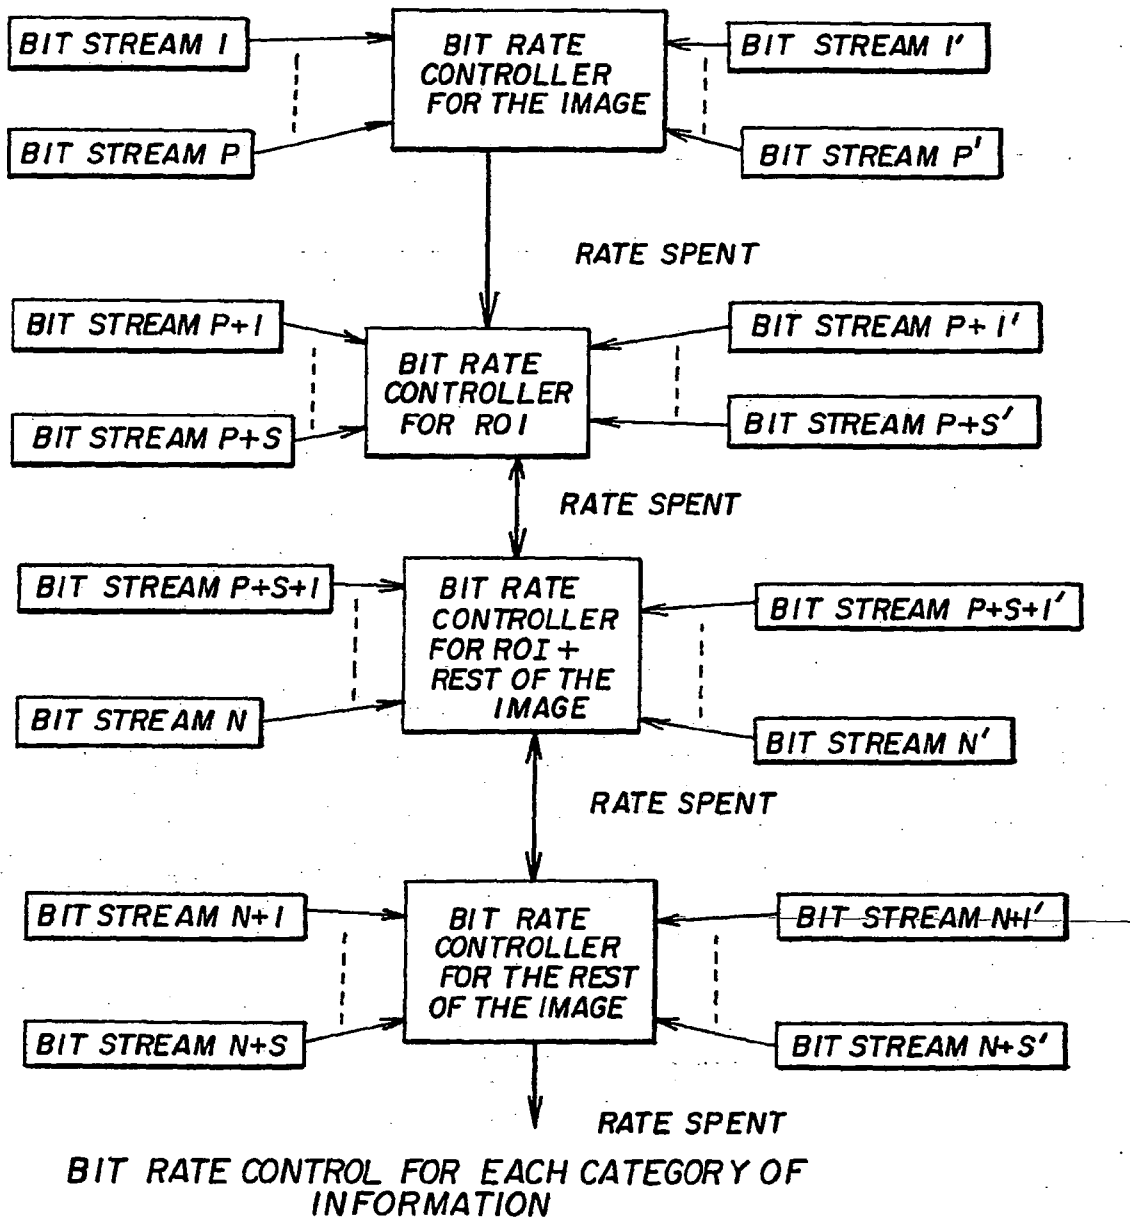 BIT STREAM 1
BIT RATE
CONTROLLER
FOR THE IMAGE
BIT STREAM 1'
BIT STREAM P
BIT STREAM P'
RATE SPENT
BIT STREAM P+1
BIT RATE
CONTROLLER
FOR ROI
BIT STREAM P+1'
BIT STREAM P+S
BIT STREAM P+S'
RATE SPENT
BIT STREAM P+S+1
BIT RATE
CONTROLLER
FOR ROI +
REST OF THE
IMAGE
BIT STREAM P+S+1'
BIT STREAM N
BIT STREAM N'
RATE SPENT
BIT STREAM N+1
BIT RATE
CONTROLLER
FOR THE REST
OF THE IMAGE
BIT STREAM N+1'
BIT STREAM N+S
BIT STREAM N+S'
RATE SPENT
BIT RATE CONTROL FOR EACH CATEGORY OF
INFORMATION